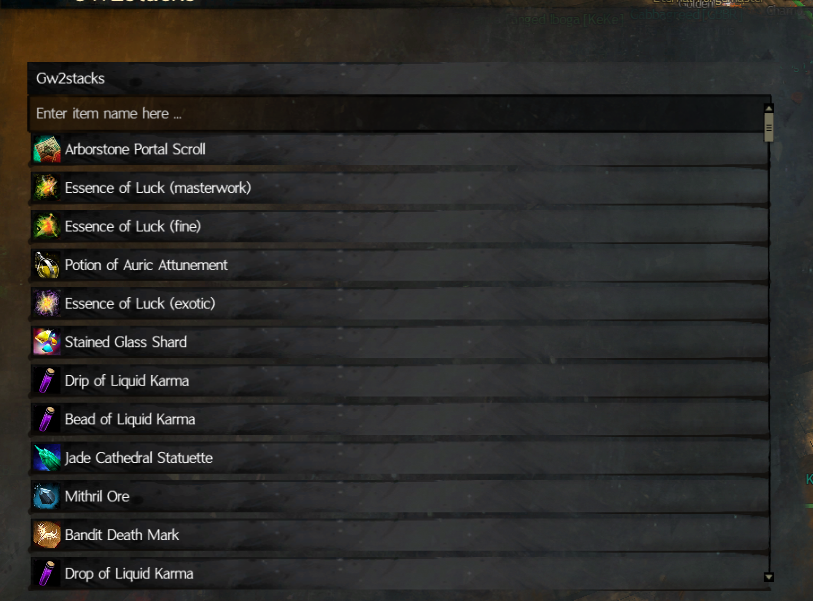 Gw2stacks
Enter item name here ...
Arborstone Portal Scroll
Essence of Luck (masterwork)
Essence of Luck (fine)
Potion of Auric Attunement
Essence of Luck (exotic)
Stained Glass Shard
Drip of Liquid Karma
Bead of Liquid Karma
Jade Cathedral Statuette
Mithril Ore
Bandit Death Mark
Drop of Liquid Karma